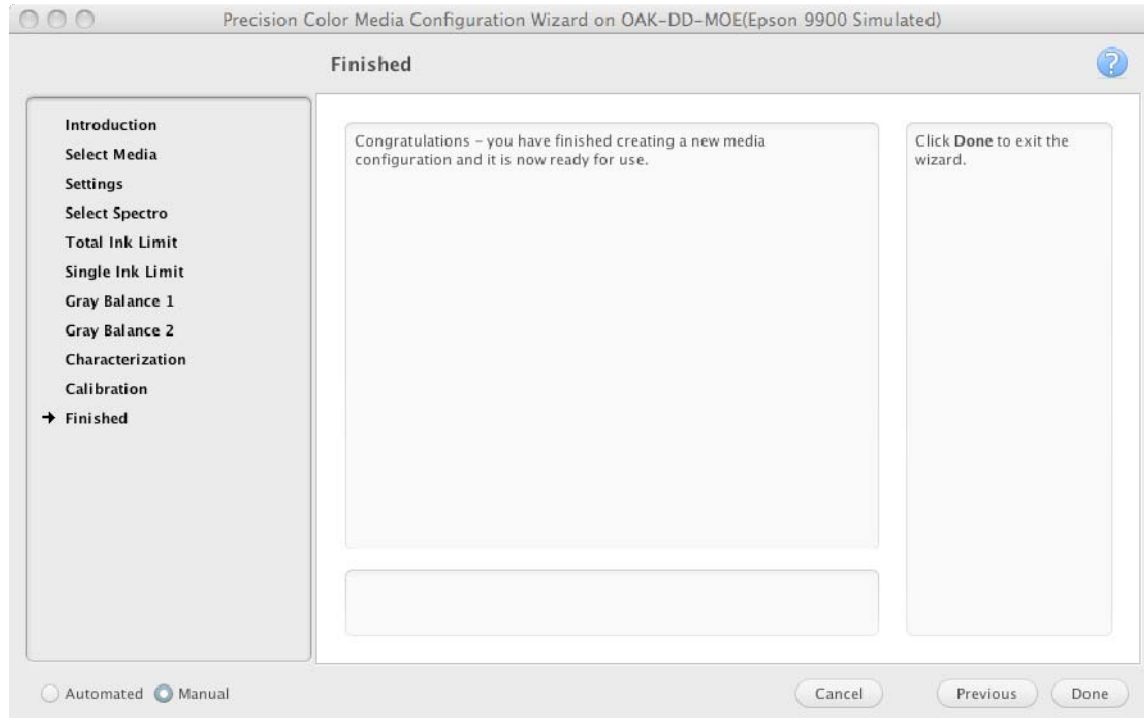 Precision Color Media Configuration Wizard on OAK-DD-MOE(Epson 9900 Simulated)
Finished
?
Introduction
Select Media
Settings
Select Spectro
Total Ink Limit
Single Ink Limit
Gray Balance 1
Gray Balance 2
Characterization
Calibration
Finished
Congratulations – you have finished creating a new media
configuration and it is now ready for use.
Click Done to exit the
wizard.
Automated Manual
Cancel Previous Done